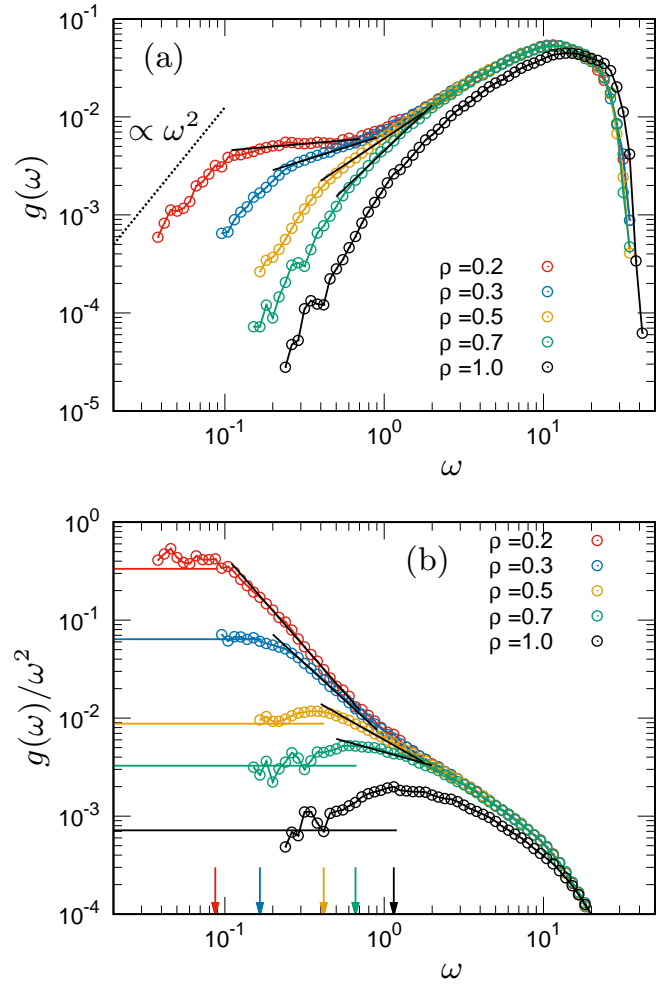 10^-1
(a)
∝ ω^2
10^-2
g(ω)
10^-3
ρ =0.2
ρ =0.3
10^-4
ρ =0.5
ρ =0.7
ρ =1.0
10^-5
10^-1 10^0 10^1
ω
10^0
(b)
ρ =0.2
ρ =0.3
10^-1
ρ =0.5
ρ =0.7
ρ =1.0
g(ω)/ω^2
10^-2
10^-3
10^-4
10^-1 10^0 10^1
ω